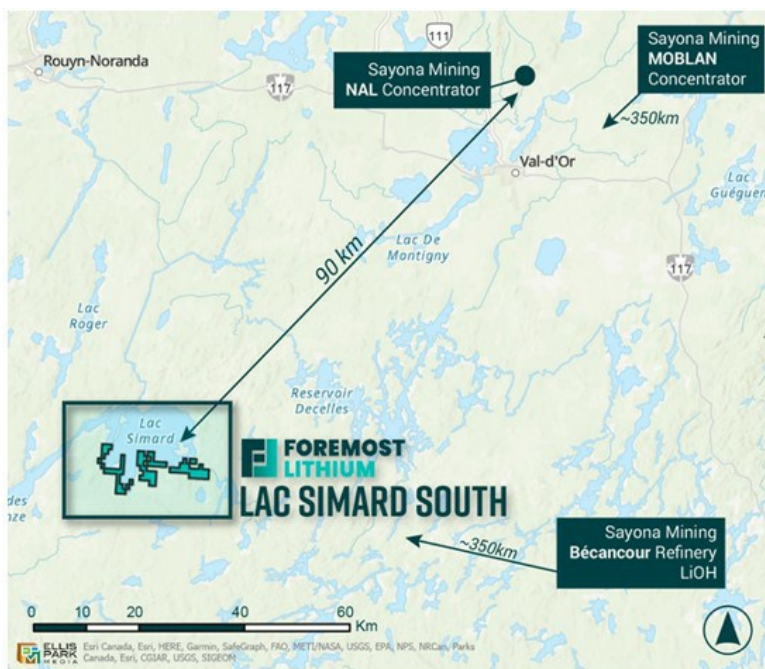 Rouyn-Noranda
111
117
Sayona Mining
NAL Concentrator
Sayona Mining
MOBLAN
Concentrator
~350km
Val-d'Or
Lac
Guéguen
Lac De
Montigny
90 km
117
Lac
Roger
Reservoir
Decelles
Lac
Simard
FOREMOST
LITHIUM
LAC SIMARD SOUTH
des
nze
~350km
Sayona Mining
Bécancour Refinery
LiOH
0 10 20 40 60
Km
ELLIS
PARK
MEDIA
Esri Canada, Esri, HERE, Garmin, SafeGraph, FAO, METI/NASA, USGS, EPA, NPS, NRCan, Parks
Canada, Esri, CGIAR, USGS, SIGEOM